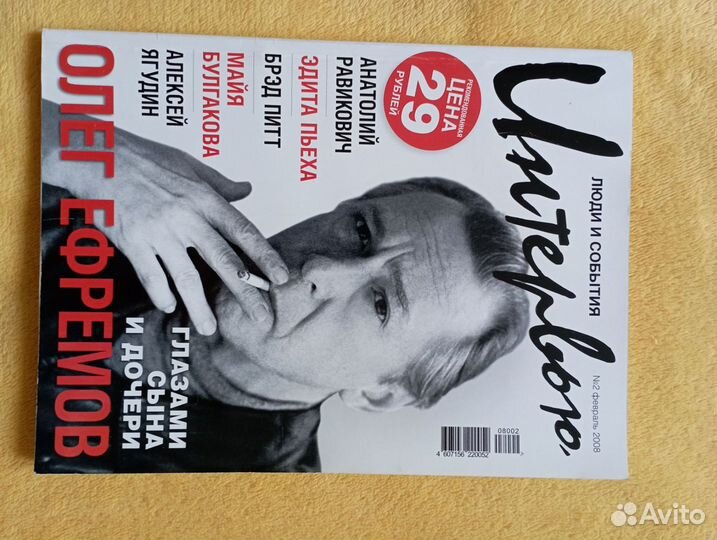 Интервью
ЛЮДИ И СОБЫТИЯ
№2 февраль 2008
РЕКОМЕНДОВАННАЯ
ЦЕНА
29
РУБЛЕЙ
АНАТОЛИЙ
РАВИКОВИЧ
ЭДИТА ПЬЕХА
БРЭД ПИТТ
МАЙЯ
БУЛГАКОВА
АЛЕКСЕЙ
ЯГУДИН
08002
4 607156 220052
ГЛАЗАМИ
СЫНА
И ДОЧЕРИ
ОЛЕГ ЕФРЕМОВ
Avito